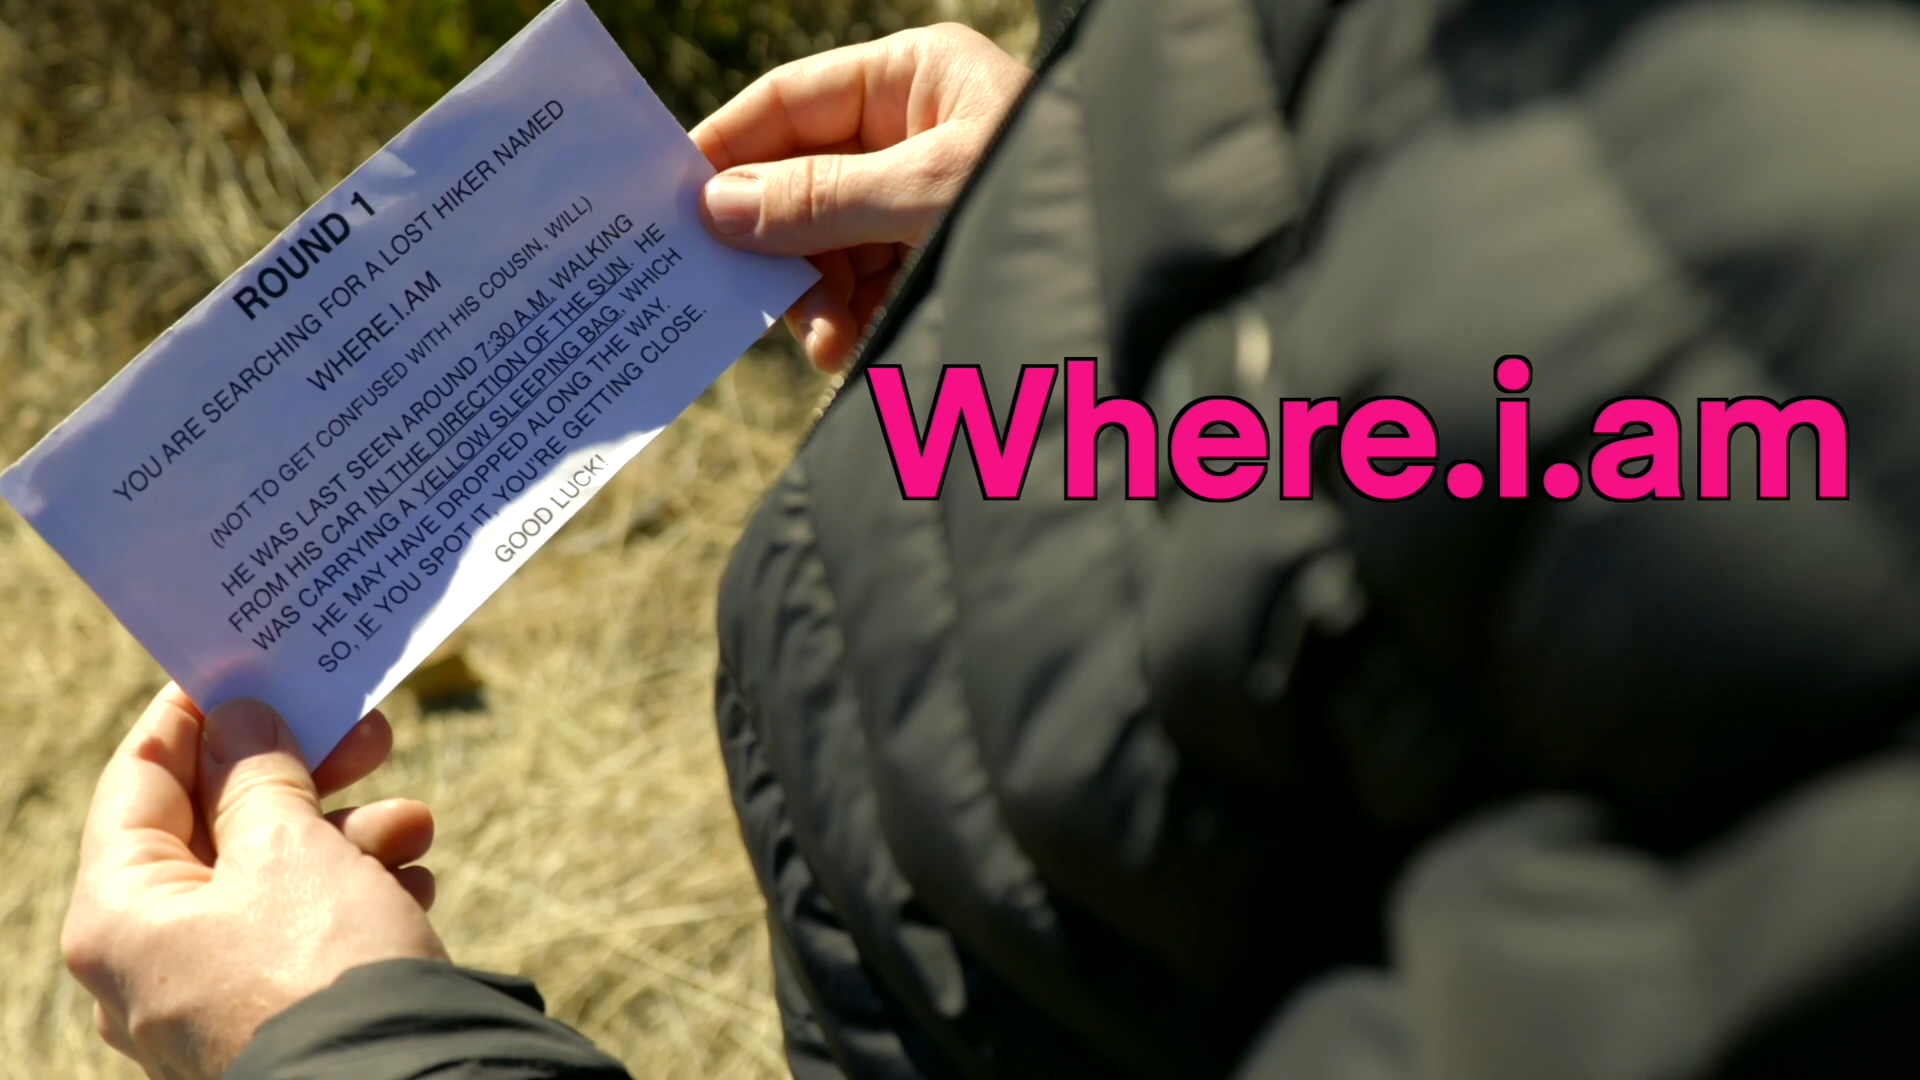 ROUND 1
YOU ARE SEARCHING FOR A LOST HIKER NAMED
WHERE.I.AM
(NOT TO GET CONFUSED WITH HIS COUSIN, WILL)
HE WAS LAST SEEN AROUND 7:30 A.M. WALKING
FROM HIS CAR IN THE DIRECTION OF THE SUN. HE
WAS CARRYING A YELLOW SLEEPING BAG, WHICH
HE MAY HAVE DROPPED ALONG THE WAY.
SO, IF YOU SPOT IT, YOU'RE GETTING CLOSE.
GOOD LUCK!
Where.i.am